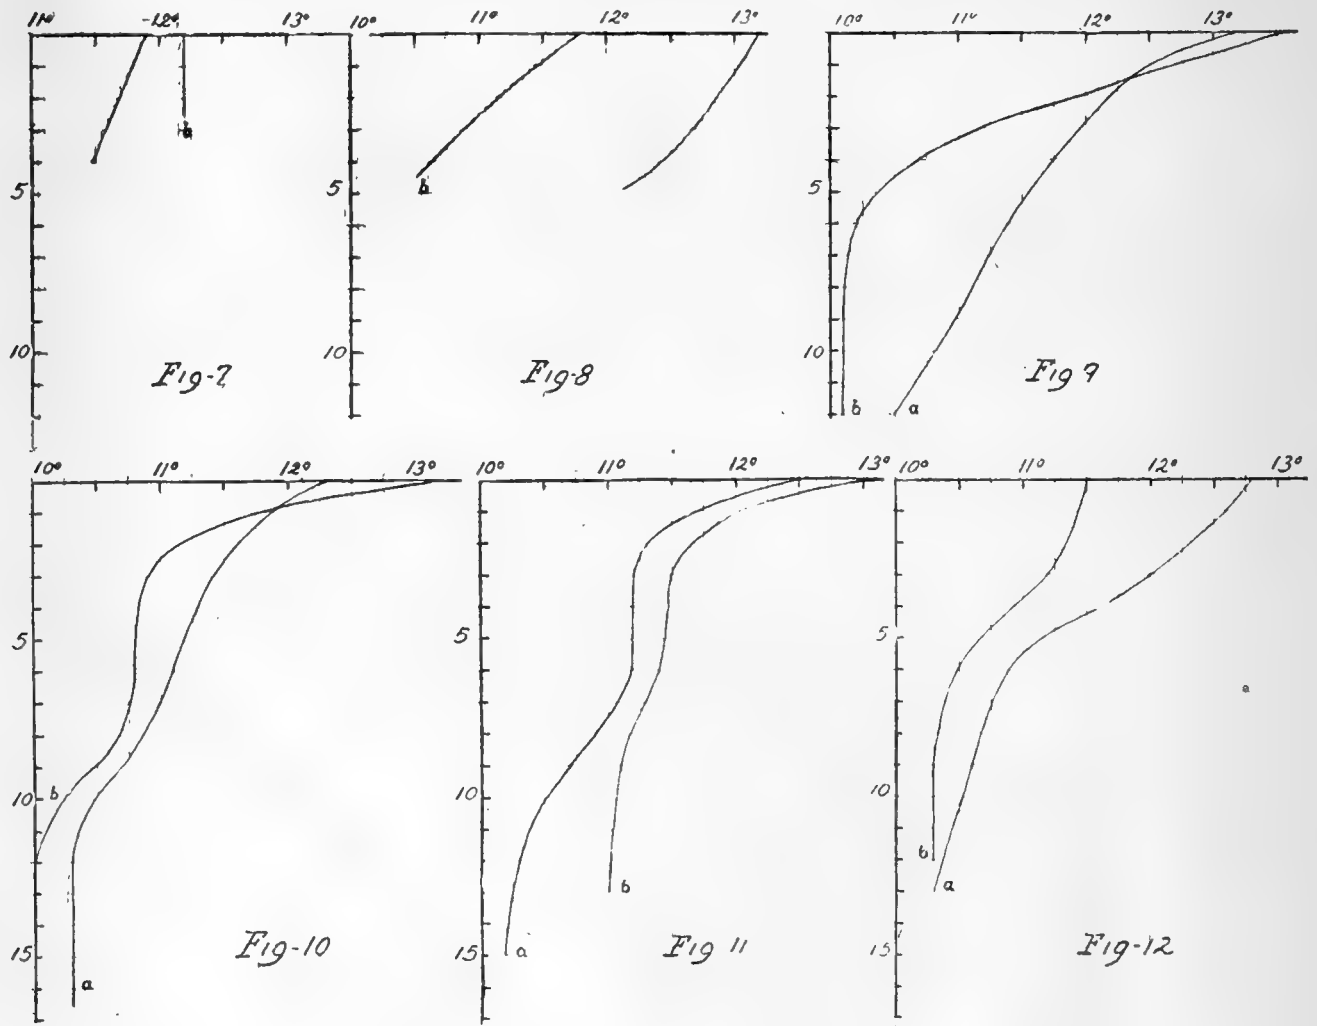 11° 12° 13° 10° 11° 12° 13° 10° 11° 12° 13°
b
5 b 5 5
10 10 10
Fig-7 Fig-8 Fig 9
b a
10° 11° 12° 13° 10° 11° 12° 13° 10° 11° 12° 13°
5 5 5
10 b 10 10
b
b a
15 a 15 a 15
Fig-10 Fig 11 Fig-12